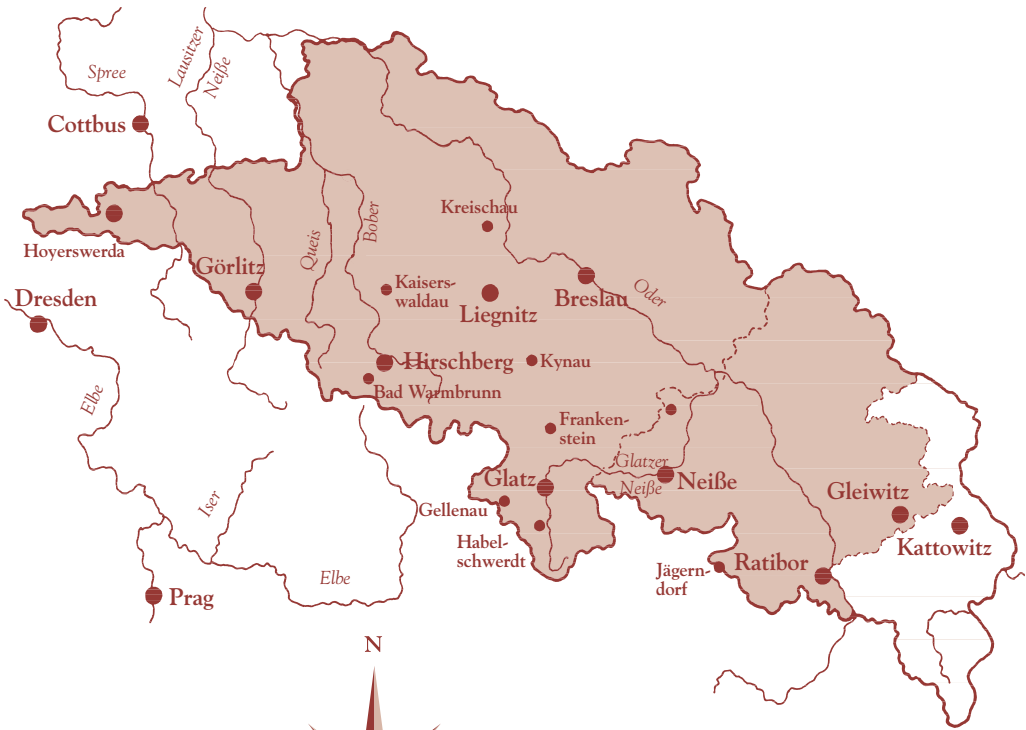 Lausitzer
Neiße
Spree
Cottbus
Kreischau
Bober
Queis
Hoyerswerda
Görlitz
Dresden
Kaisers-
waldau
Liegnitz
Breslau
Oder
Hirschberg
Kynau
Bad Warmbrunn
Elbe
Franken-
stein
Glatzer
Neiße
Glatz
Neiße
Gellenau
Gleiwitz
Iser
Kattowitz
Habel-
schwerdt
Ratibor
Jägern-
dorf
Elbe
Prag
N